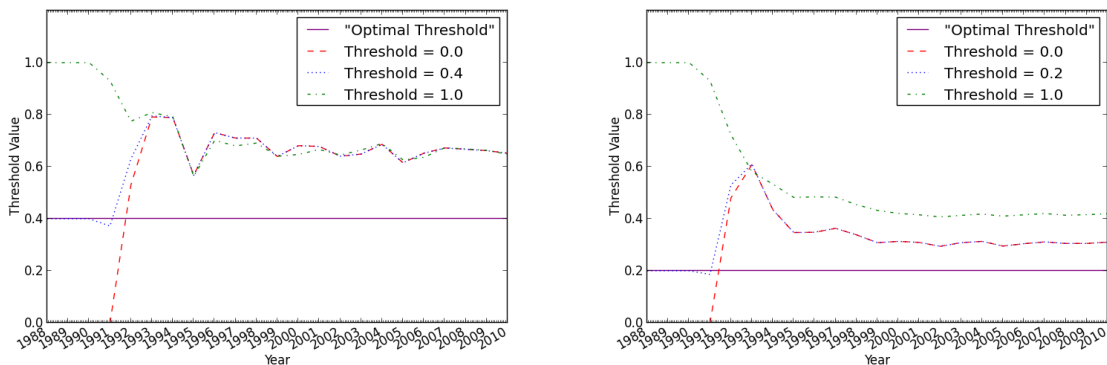 "Optimal Threshold"
Threshold = 0.0
Threshold = 0.4
Threshold = 1.0
Threshold Value
1.0
0.8
0.6
0.4
0.2
0.0
1988 1989 1990 1991 1992 1993 1994 1995 1996 1997 1998 1999 2000 2001 2002 2003 2004 2005 2006 2007 2008 2009 2010
Year
"Optimal Threshold"
Threshold = 0.0
Threshold = 0.2
Threshold = 1.0
Threshold Value
1.0
0.8
0.6
0.4
0.2
0.0
1988 1989 1990 1991 1992 1993 1994 1995 1996 1997 1998 1999 2000 2001 2002 2003 2004 2005 2006 2007 2008 2009 2010
Year